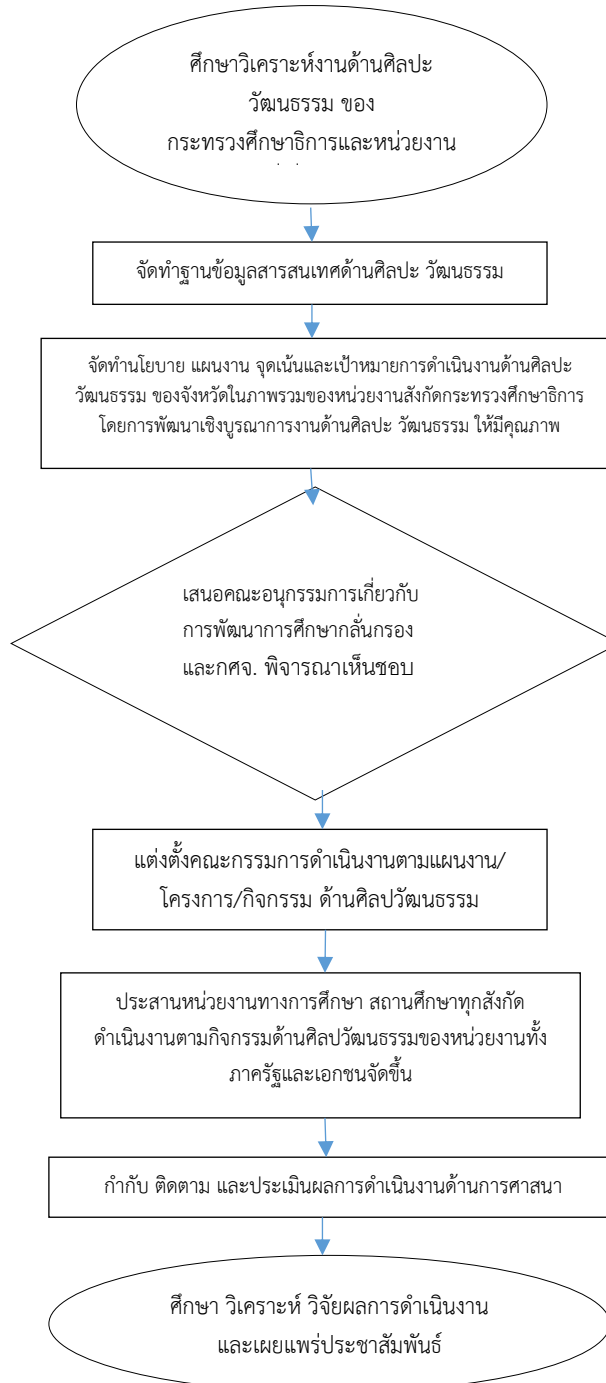 ศึกษาวิเคราะห์งานด้านศิลปะ
วัฒนธรรม ของ
กระทรวงศึกษาธิการและหน่วยงาน
จัดทำฐานข้อมูลสารสนเทศด้านศิลปะ วัฒนธรรม
จัดทำนโยบาย แผนงาน จุดเน้นและเป้าหมายการดำเนินงานด้านศิลปะ
วัฒนธรรม ของจังหวัดในภาพรวมของหน่วยงานสังกัดกระทรวงศึกษาธิการ
โดยการพัฒนาเชิงบูรณาการงานด้านศิลปะ วัฒนธรรม ให้มีคุณภาพ
เสนอคณะอนุกรรมการเกี่ยวกับ
การพัฒนาการศึกษากลั่นกรอง
และกศจ. พิจารณาเห็นชอบ
แต่งตั้งคณะกรรมการดำเนินงานตามแผนงาน/
โครงการ/กิจกรรม ด้านศิลปวัฒนธรรม
ประสานหน่วยงานทางการศึกษา สถานศึกษาทุกสังกัด
ดำเนินงานตามกิจกรรมด้านศิลปวัฒนธรรมของหน่วยงานทั้ง
ภาครัฐและเอกชนจัดขึ้น
กำกับ ติดตาม และประเมินผลการดำเนินงานด้านการศาสนา
ศึกษา วิเคราะห์ วิจัยผลการดำเนินงาน
และเผยแพร่ประชาสัมพันธ์